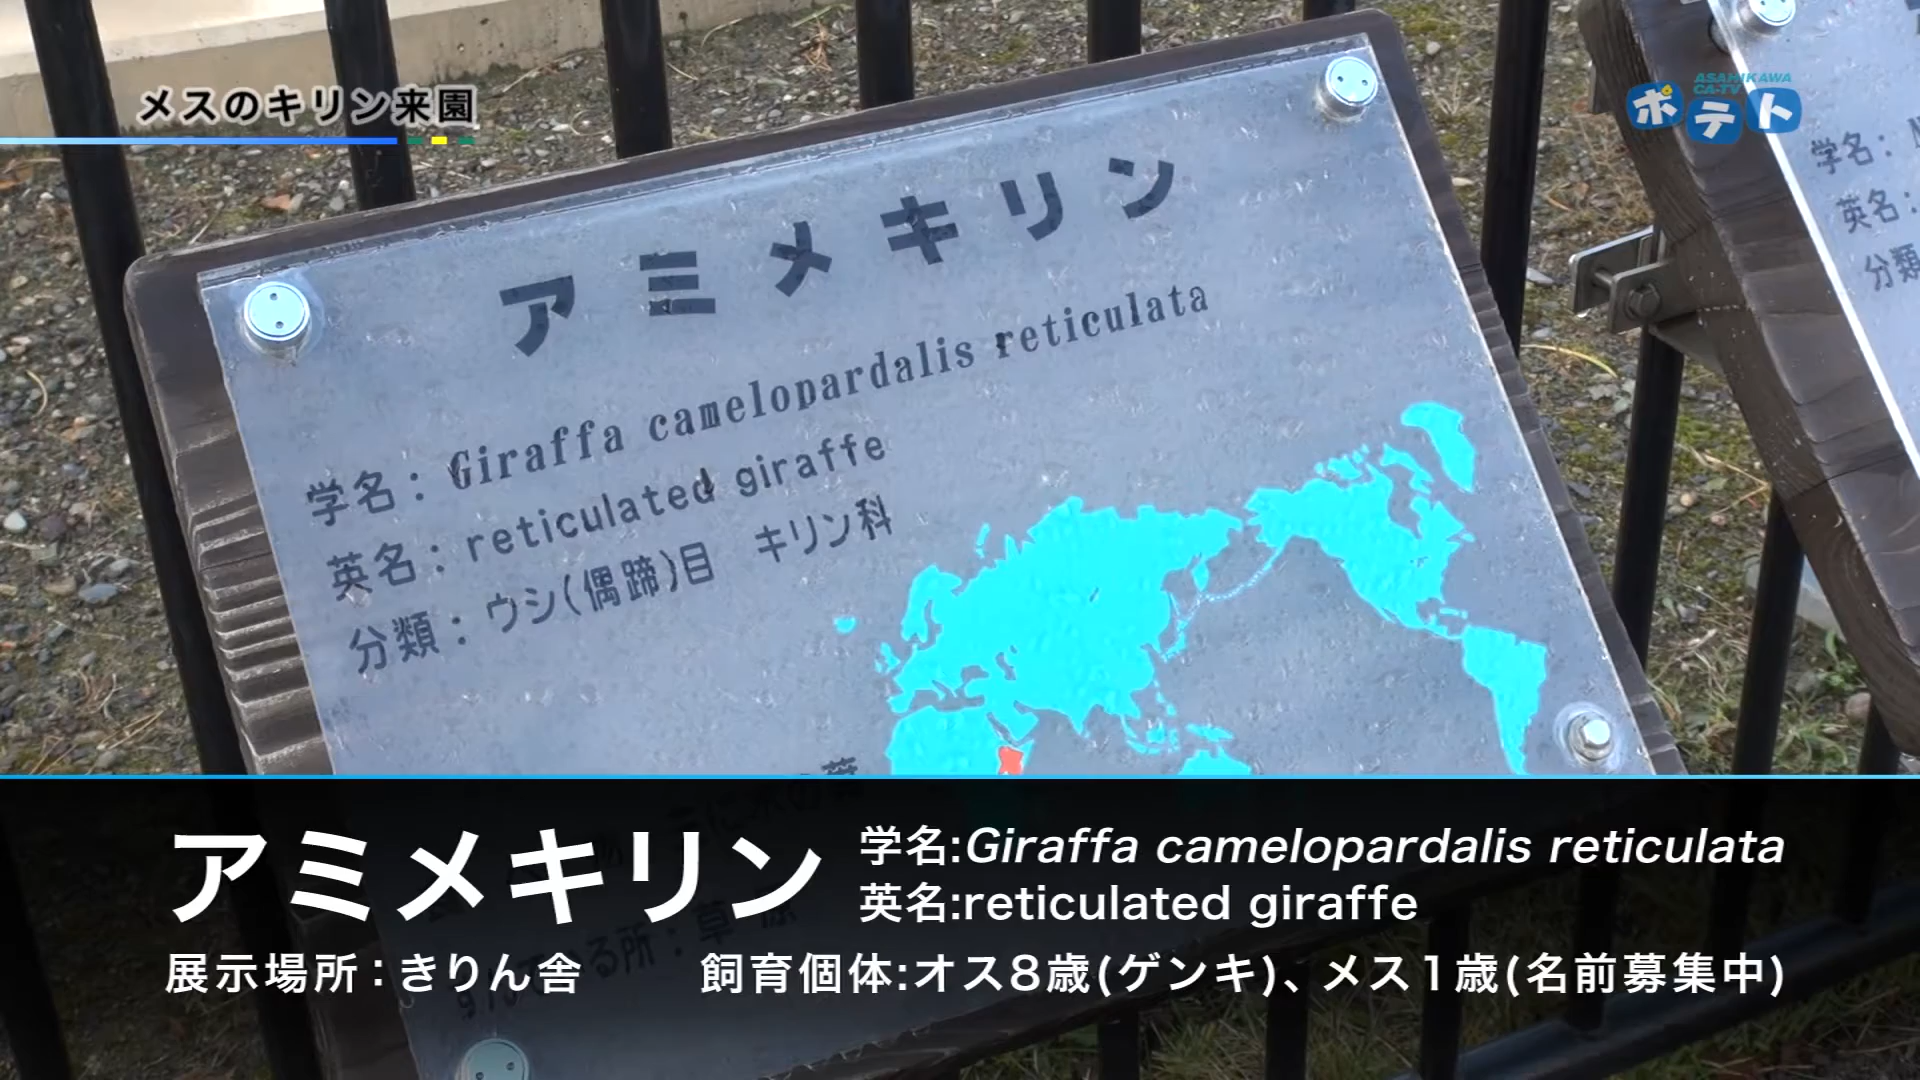 メスのキリン来園
ASAHIKAWA
CA-TV
ポテト
アミメキリン
学名：Giraffa camelopardalis reticulata
英名：reticulated giraffe
分類：ウシ(偶蹄)目　キリン科
学名：
英名：
分類
アミメキリン
学名:Giraffa camelopardalis reticulata
英名:reticulated giraffe
展示場所：きりん舎
飼育個体:オス8歳(ゲンキ)、メス1歳(名前募集中)